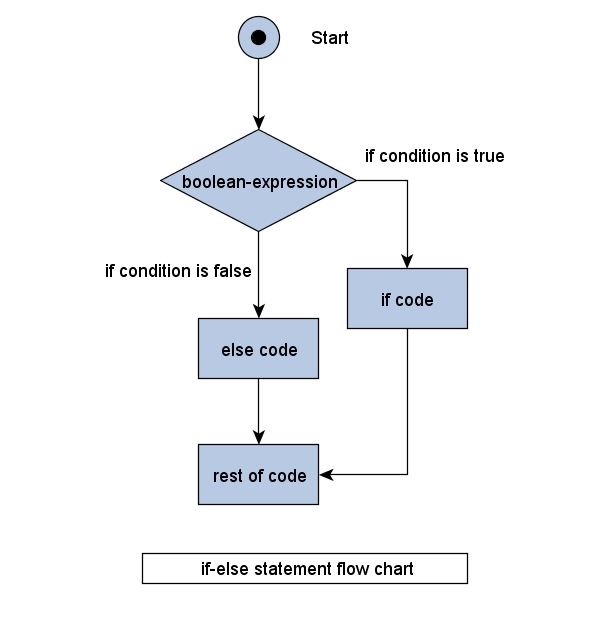 Start
if condition is true
boolean-expression
if condition is false
if code
else code
rest of code
if-else statement flow chart